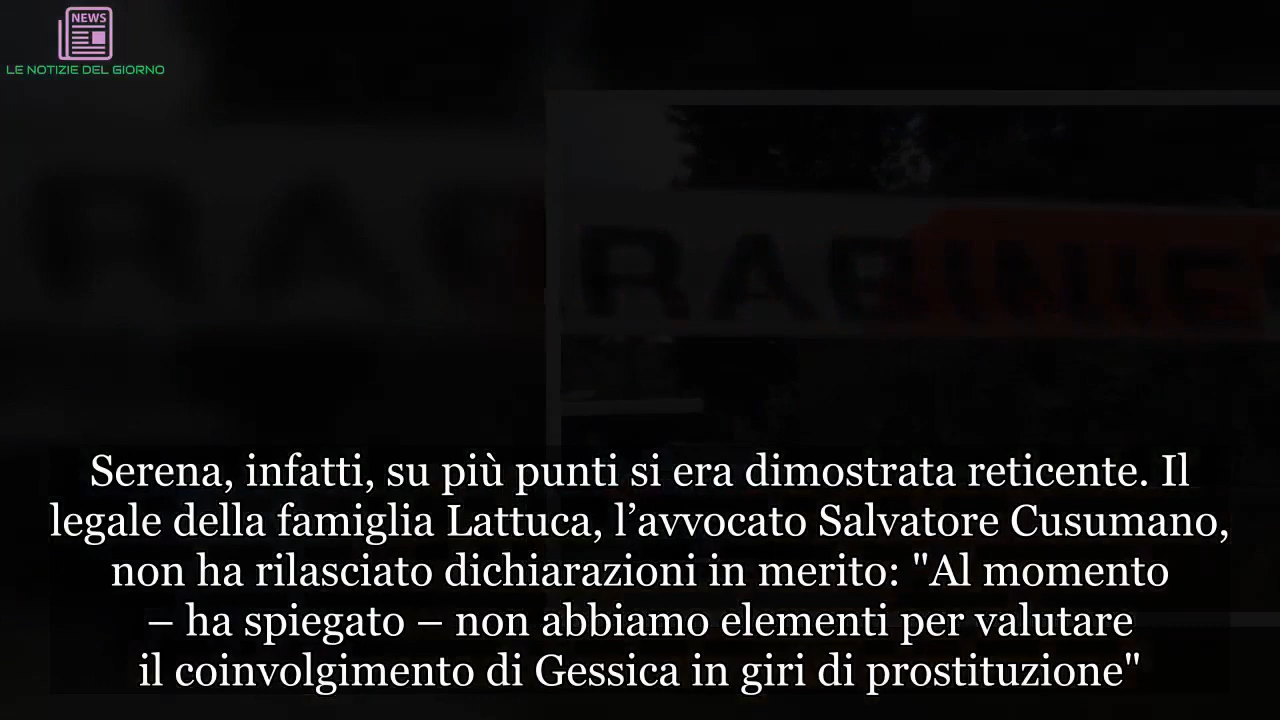 NEWS
LE NOTIZIE DEL GIORNO
RAC
RABINIE
Serena, infatti, su più punti si era dimostrata reticente. Il
legale della famiglia Lattuca, l’avvocato Salvatore Cusumano,
non ha rilasciato dichiarazioni in merito: "Al momento
– ha spiegato – non abbiamo elementi per valutare
il coinvolgimento di Gessica in giri di prostituzione"